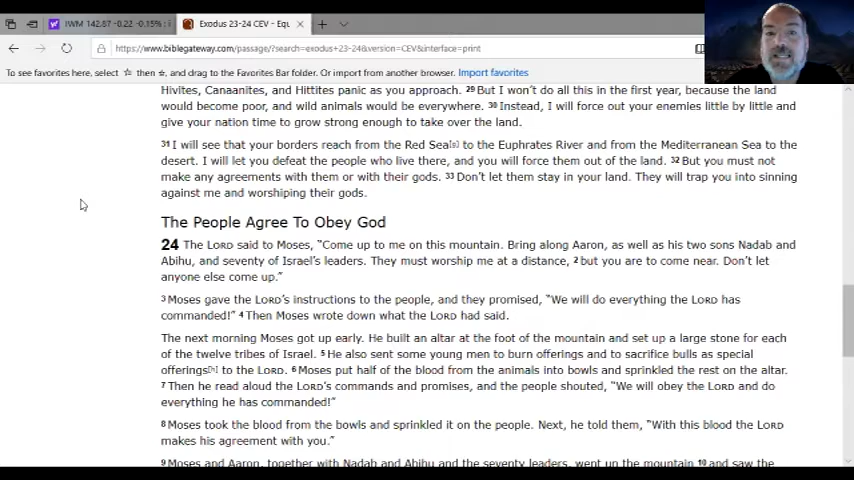 IWM 142.87 -0.22 -0.15% : i
Exodus 23-24 CEV - Equ
https://www.biblegateway.com/passage/?search=exodus+23-24&version=CEV&interface=print
To see favorites here, select ☆ then ☆, and drag to the Favorites Bar folder. Or import from another browser. Import favorites
Hivites, Canaanites, and Hittites panic as you approach. 29 But I won't do all this in the first year, because the land
would become poor, and wild animals would be everywhere. 30 Instead, I will force out your enemies little by little and
give your nation time to grow strong enough to take over the land.
31 I will see that your borders reach from the Red Sea[g] to the Euphrates River and from the Mediterranean Sea to the
desert. I will let you defeat the people who live there, and you will force them out of the land. 32 But you must not
make any agreements with them or with their gods. 33 Don't let them stay in your land. They will trap you into sinning
against me and worshiping their gods.
The People Agree To Obey God
24 The LORD said to Moses, "Come up to me on this mountain. Bring along Aaron, as well as his two sons Nadab and
Abihu, and seventy of Israel's leaders. They must worship me at a distance, 2 but you are to come near. Don't let
anyone else come up."
3 Moses gave the LORD's instructions to the people, and they promised, "We will do everything the LORD has
commanded!" 4 Then Moses wrote down what the LORD had said.
The next morning Moses got up early. He built an altar at the foot of the mountain and set up a large stone for each
of the twelve tribes of Israel. 5 He also sent some young men to burn offerings and to sacrifice bulls as special
offerings[h] to the LORD. 6 Moses put half of the blood from the animals into bowls and sprinkled the rest on the altar.
7 Then he read aloud the LORD's commands and promises, and the people shouted, "We will obey the LORD and do
everything he has commanded!"
8 Moses took the blood from the bowls and sprinkled it on the people. Next, he told them, "With this blood the LORD
makes his agreement with you."
9 Moses and Aaron, together with Nadab and Abihu and the seventy leaders, went up the mountain 10 and saw the